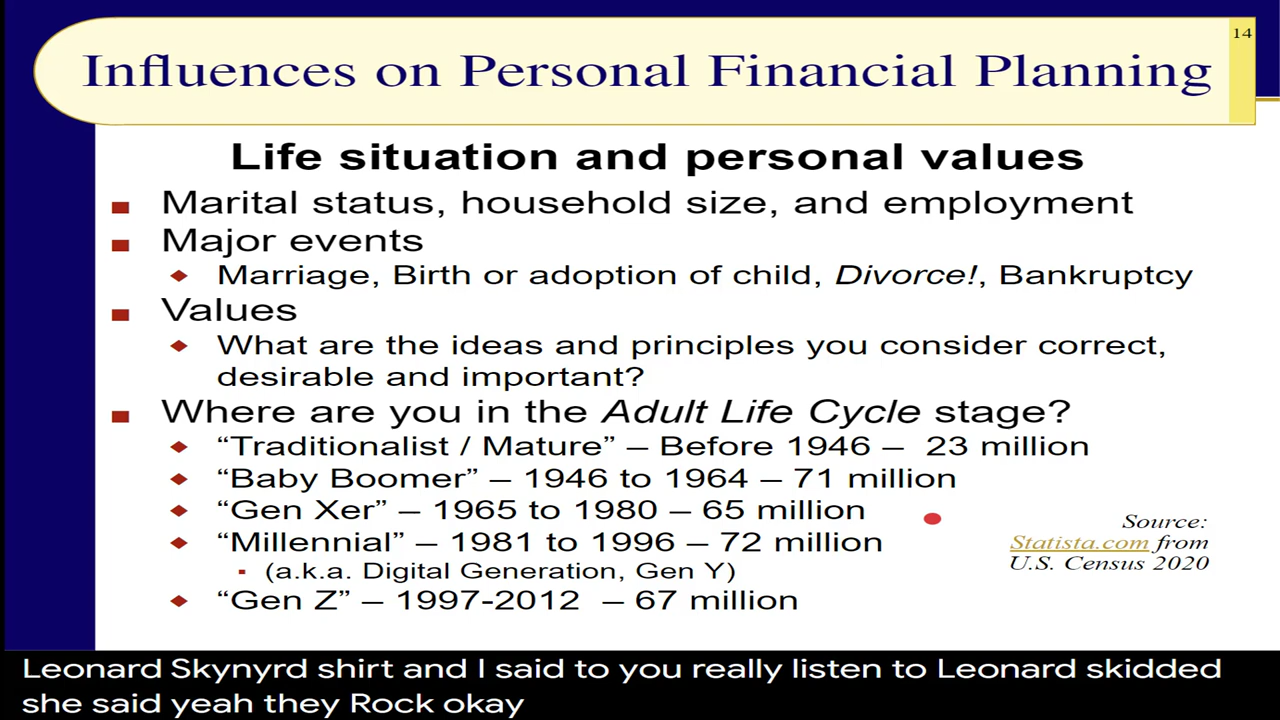 14
Influences on Personal Financial Planning
Life situation and personal values
Marital status, household size, and employment
Major events
Marriage, Birth or adoption of child, Divorce!, Bankruptcy
Values
What are the ideas and principles you consider correct,
desirable and important?
Where are you in the Adult Life Cycle stage?
“Traditionalist / Mature” – Before 1946 – 23 million
“Baby Boomer” – 1946 to 1964 – 71 million
“Gen Xer” – 1965 to 1980 – 65 million
“Millennial” – 1981 to 1996 – 72 million
(a.k.a. Digital Generation, Gen Y)
“Gen Z” – 1997-2012 – 67 million
Source:
Statista.com from
U.S. Census 2020
Leonard Skynyrd shirt and I said to you really listen to Leonard skidded
she said yeah they Rock okay